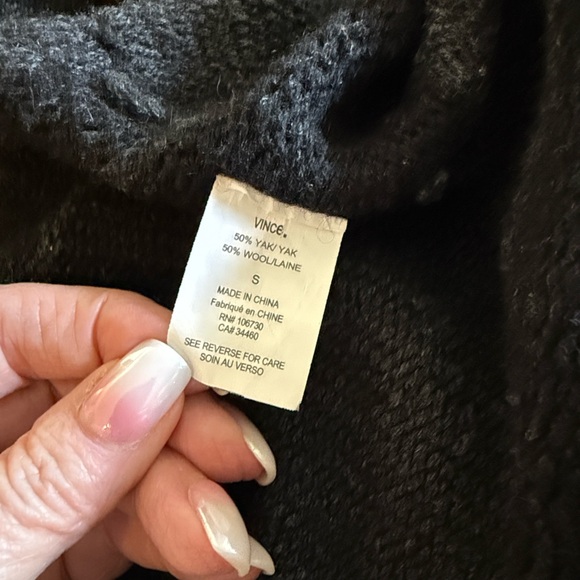 VINCE.
50% YAK/ YAK
50% WOOL/LAINE
S
MADE IN CHINA
Fabriqué en CHINE
RN# 106730
CA# 34460
SEE REVERSE FOR CARE
SOIN AU VERSO